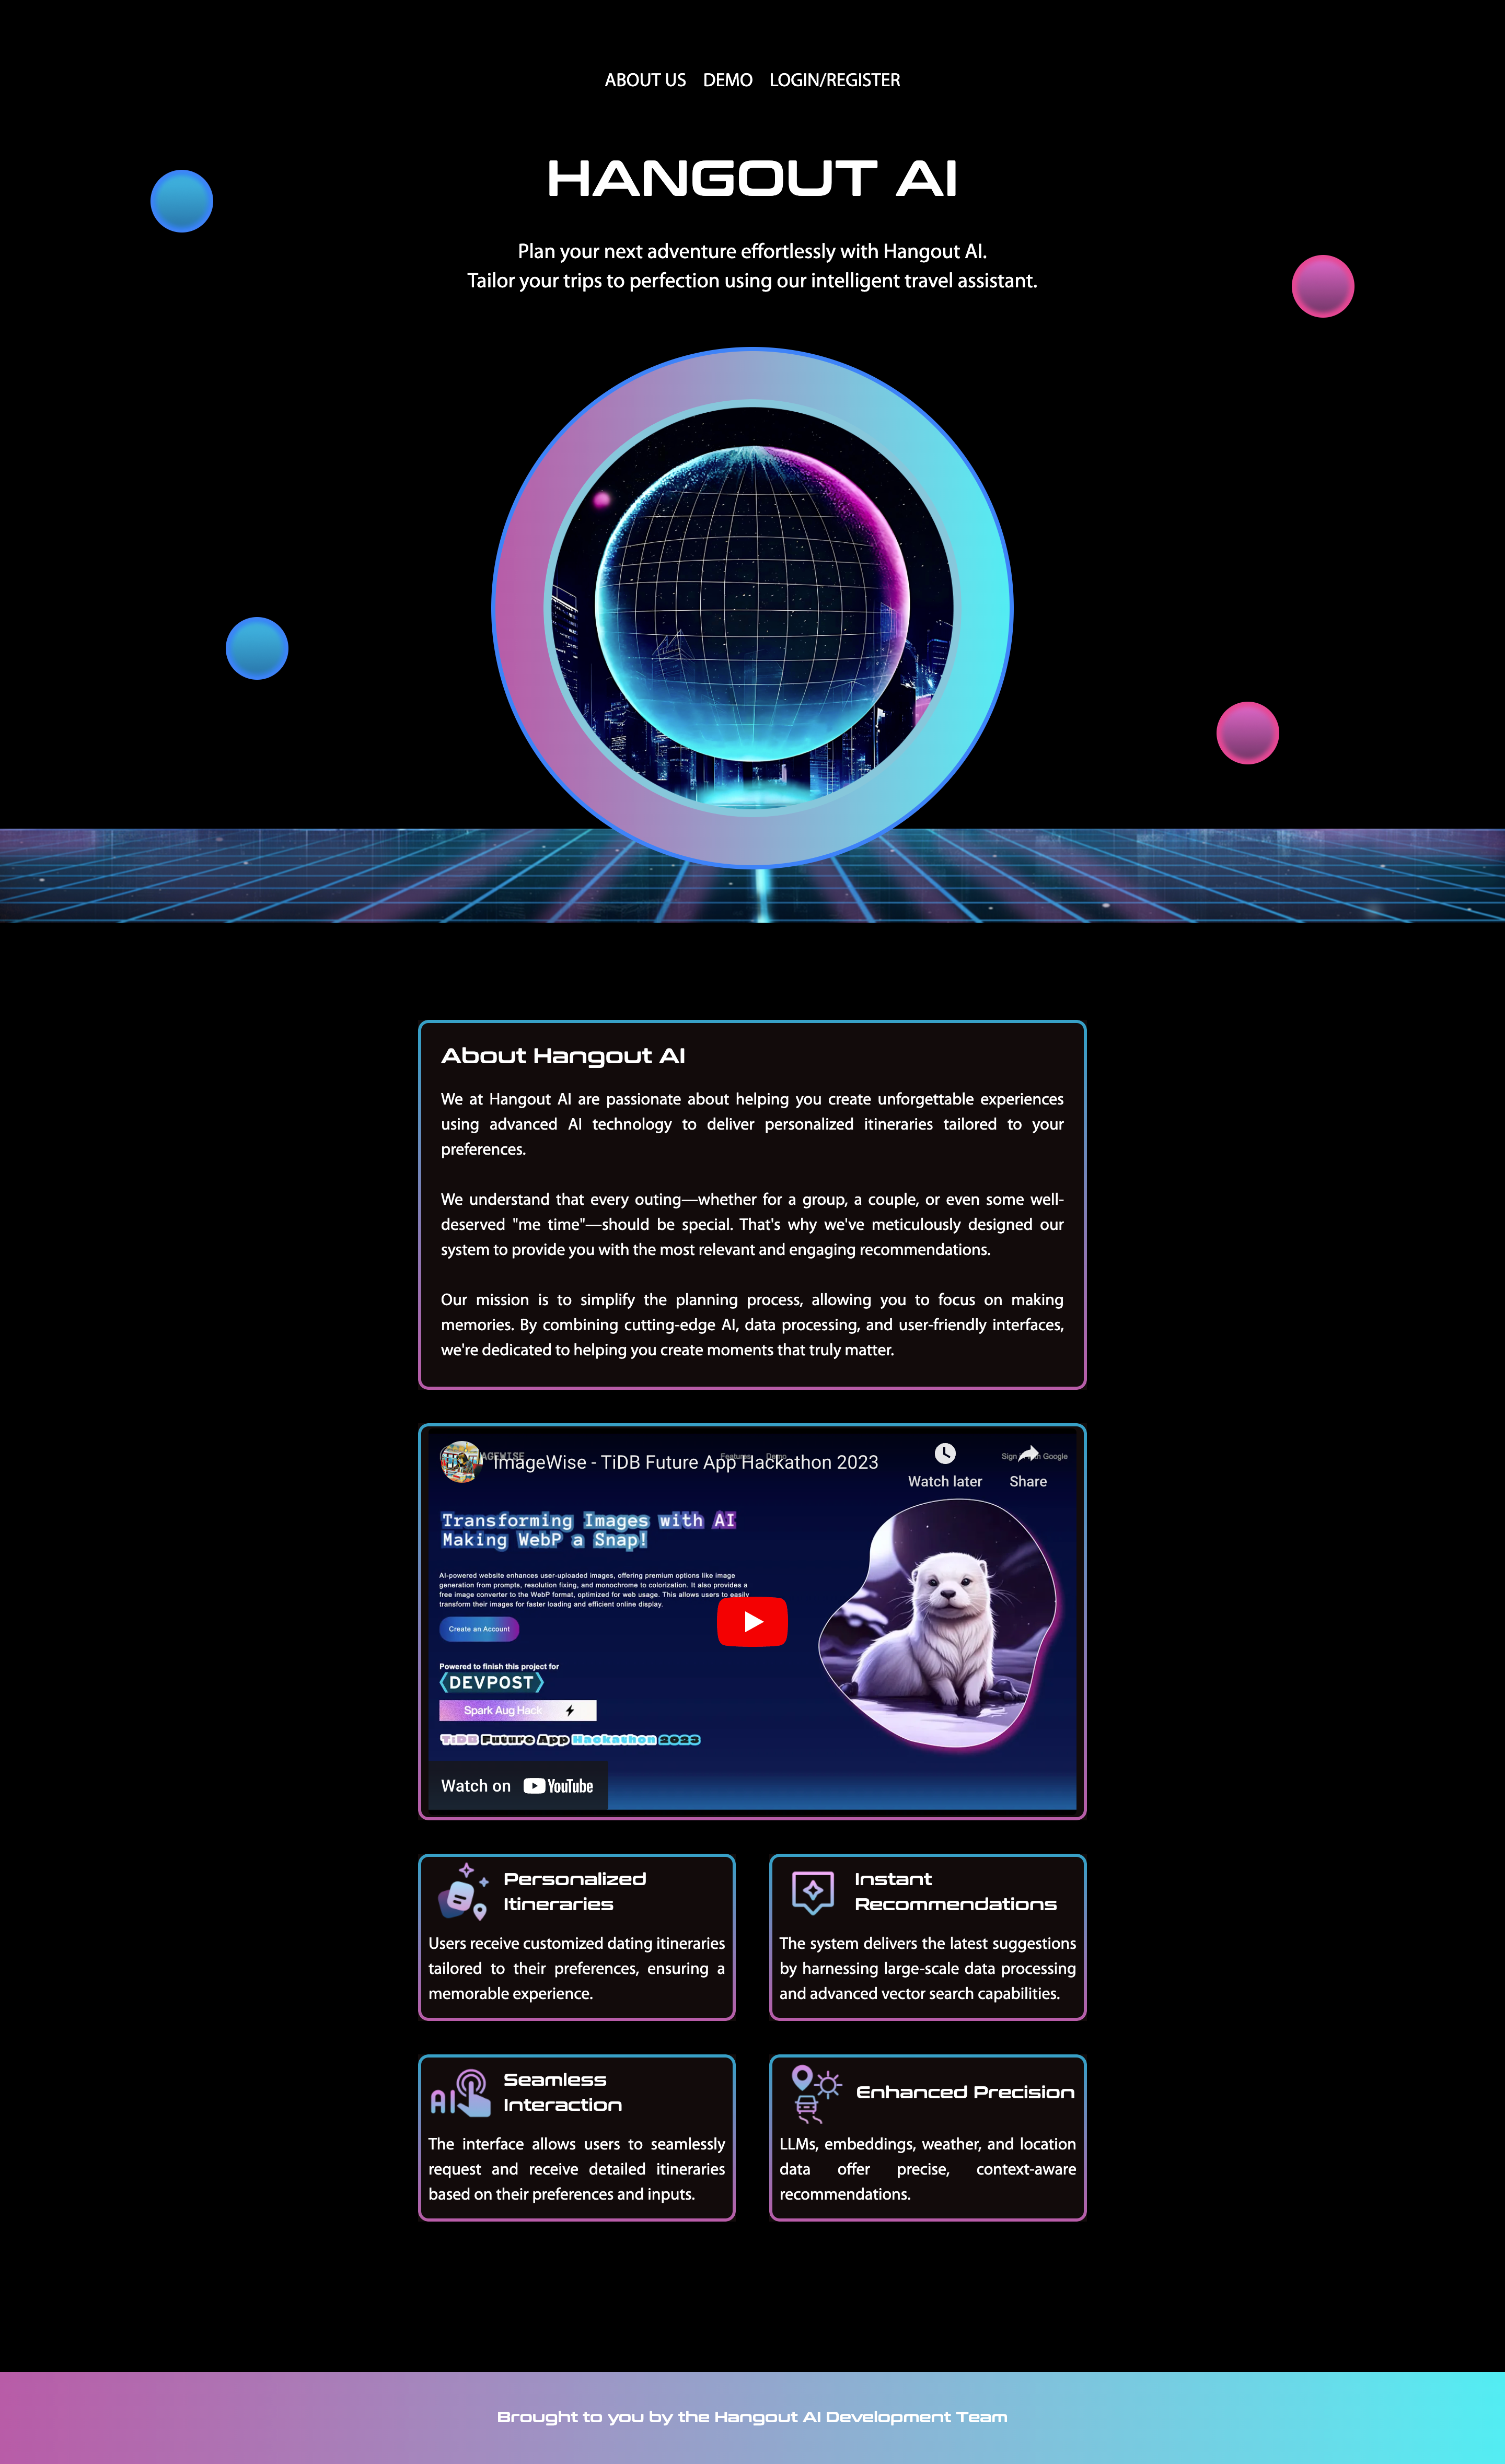 ABOUT US DEMO LOGIN/REGISTER
HANGOUT AI
Plan your next adventure effortlessly with Hangout AI.
Tailor your trips to perfection using our intelligent travel assistant.
About Hangout AI
We at Hangout AI are passionate about helping you create unforgettable experiences
using advanced AI technology to deliver personalized itineraries tailored to your
preferences.
We understand that every outing—whether for a group, a couple, or even some well-
deserved "me time"—should be special. That's why we've meticulously designed our
system to provide you with the most relevant and engaging recommendations.
Our mission is to simplify the planning process, allowing you to focus on making
memories. By combining cutting-edge AI, data processing, and user-friendly interfaces,
we're dedicated to helping you create moments that truly matter.
ImageWise - TiDB Future App Hackathon 2023
Watch later
Share
Transforming Images with AI
Making WebP a Snap!
AI-powered website enhances user-uploaded images, offering premium options like image
generation from prompts, resolution fixing, and monochrome to colorization. It also provides a
free image converter to the WebP format, optimized for web usage. This allows users to easily
transform their images for faster loading and efficient online display.
Create an Account
Powered to finish this project for
DEVPOST
Spark Aug Hack
TiDB Future App Hackathon 2023
Watch on YouTube
Personalized
Itineraries
Users receive customized dating itineraries
tailored to their preferences, ensuring a
memorable experience.
Instant
Recommendations
The system delivers the latest suggestions
by harnessing large-scale data processing
and advanced vector search capabilities.
AI
Seamless
Interaction
The interface allows users to seamlessly
request and receive detailed itineraries
based on their preferences and inputs.
Enhanced Precision
LLMs, embeddings, weather, and location
data offer precise, context-aware
recommendations.
Brought to you by the Hangout AI Development Team